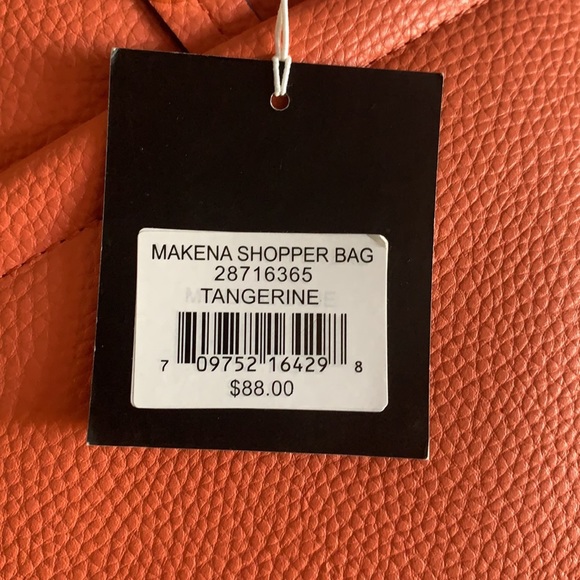 MAKENA SHOPPER BAG
28716365
TANGERINE
7 09752 16429 8
$88.00